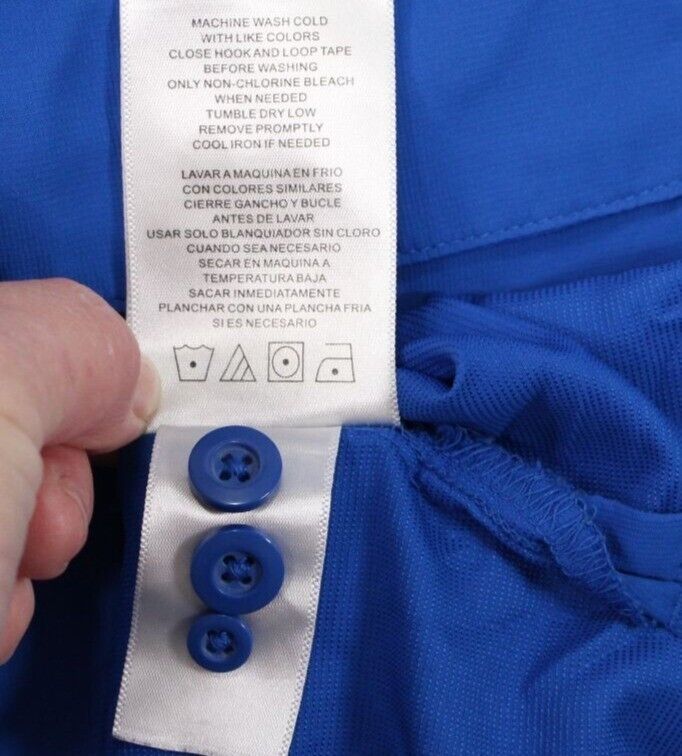 MACHINE WASH COLD
WITH LIKE COLORS
CLOSE HOOK AND LOOP TAPE
BEFORE WASHING
ONLY NON-CHLORINE BLEACH
WHEN NEEDED
TUMBLE DRY LOW
REMOVE PROMPTLY
COOL IRON IF NEEDED
LAVAR A MAQUINA EN FRIO
CON COLORES SIMILARES
CIERRE GANCHO Y BUCLE
ANTES DE LAVAR
USAR SOLO BLANQUIADOR SIN CLORO
CUANDO SEA NECESARIO
SECAR EN MAQUINA A
TEMPERATURA BAJA
SACAR INMEDIATAMENTE
PLANCHAR CON UNA PLANCHA FRIA
SI ES NECESARIO